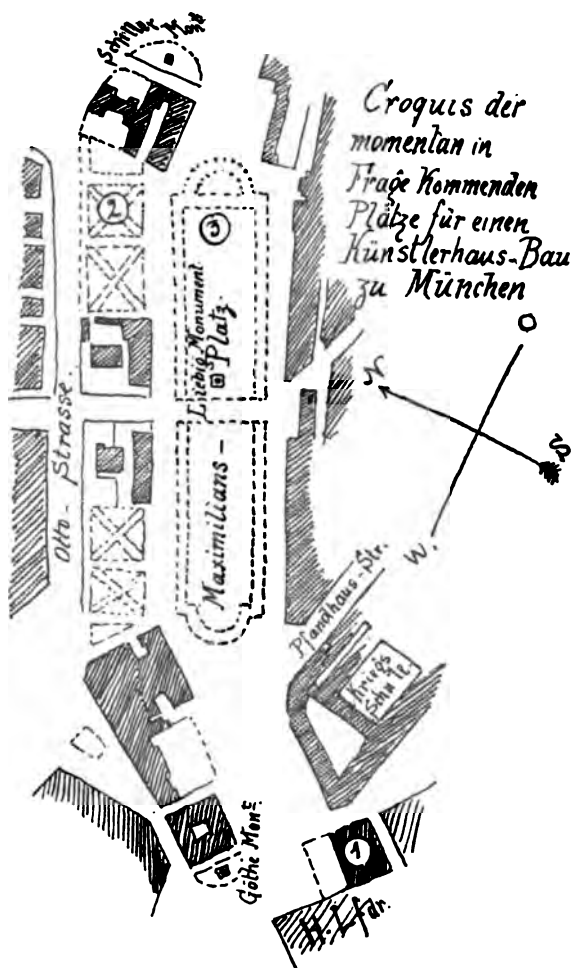 Croquis der
momentan in
Frage kommenden
Plätze für einen
Künstlerhaus-Bau
zu München
Schiller
2
3
Liebig Monument
Maximilians-Platz.
Otto-Strasse.
O
N
S
W.
Pfandhaus-Str.
Kriegs
Schule
Göthe Mont
1